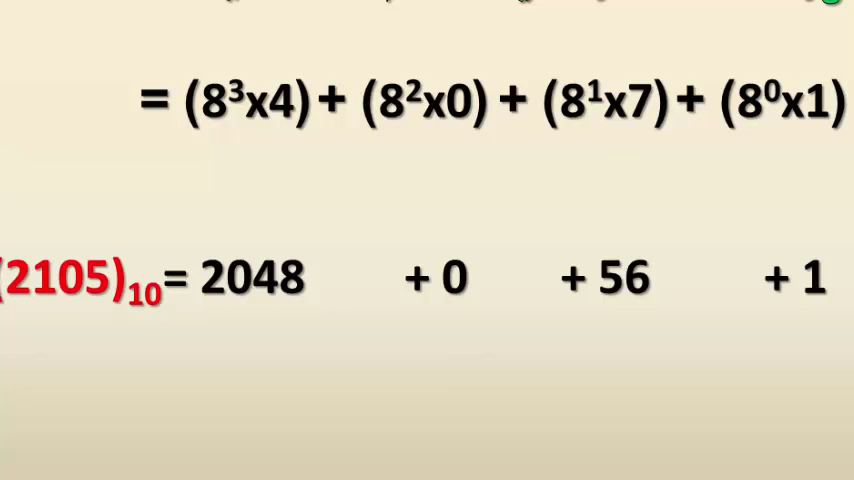 = (8³x4) + (8²x0) + (8¹x7) + (8⁰x1)
(2105)₁₀ = 2048 + 0 + 56 + 1